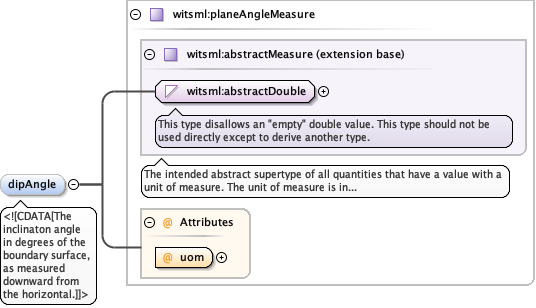 witsml:planeAngleMeasure
witsml:abstractMeasure (extension base)
witsml:abstractDouble
This type disallows an "empty" double value. This type should not be
used directly except to derive another type.
The intended abstract supertype of all quantities that have a value with a
unit of measure. The unit of measure is in...
dipAngle
<![CDATA[The
inclinaton angle
in degrees of the
boundary surface,
as measured
downward from
the horizontal.]]>
@ Attributes
@ uom